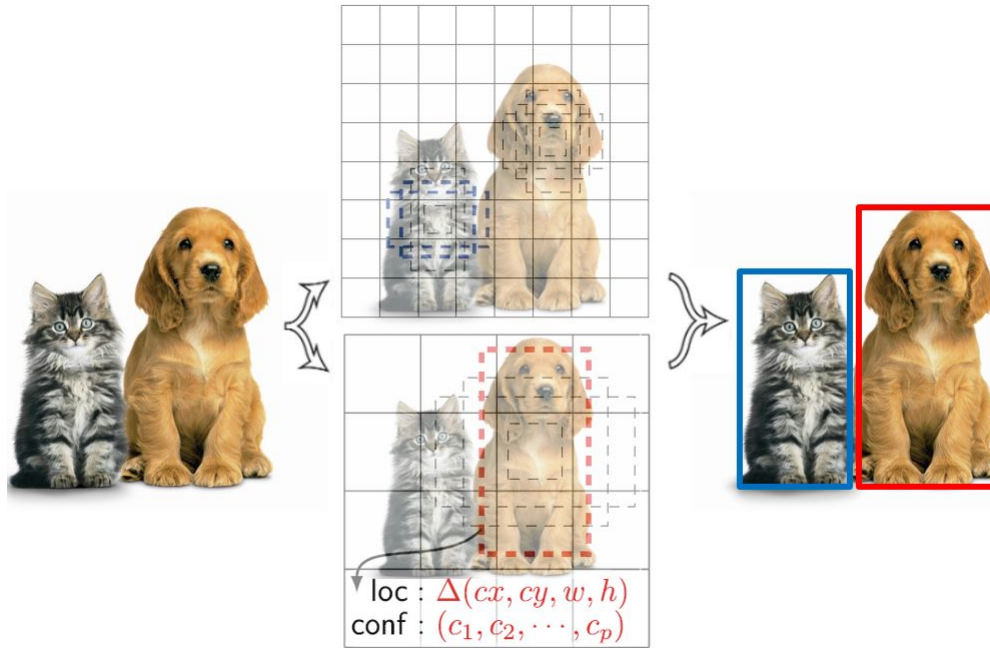 loc : Δ(cx, cy, w, h)
conf : (c₁, c₂, ⋯, cₚ)